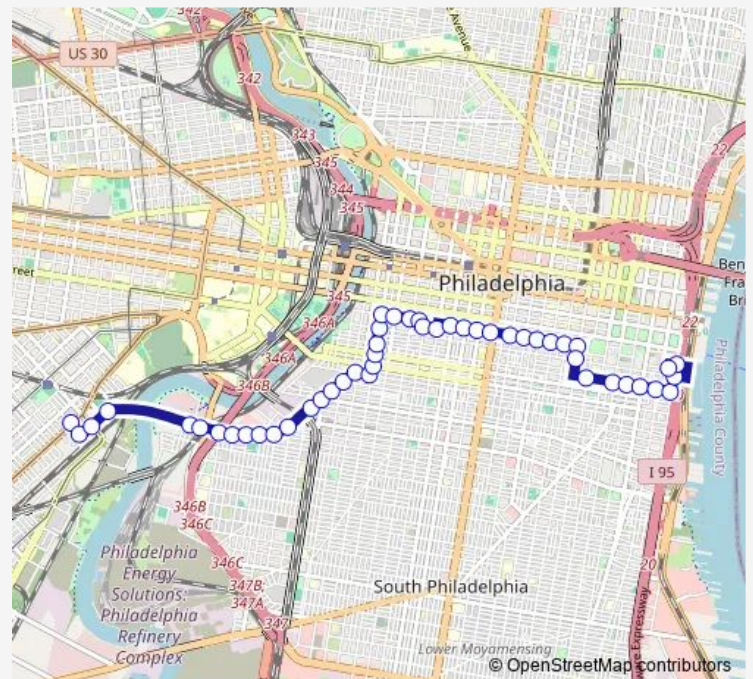 342
US 30
Avenue
342
343
345
344
345
22
Ben
Fra
Br
Philadelphia
reet
345
346A
22
346A
346B
Philadelphia County
I 95
346B
346C
Philadelphia
Energy
Solutions;
Philadelphia
Refinery
Complex
346C
347B;
347A
347
South Philadelphia
20
Lower Moyamensing
re Expressway
© OpenStreetMap contributors